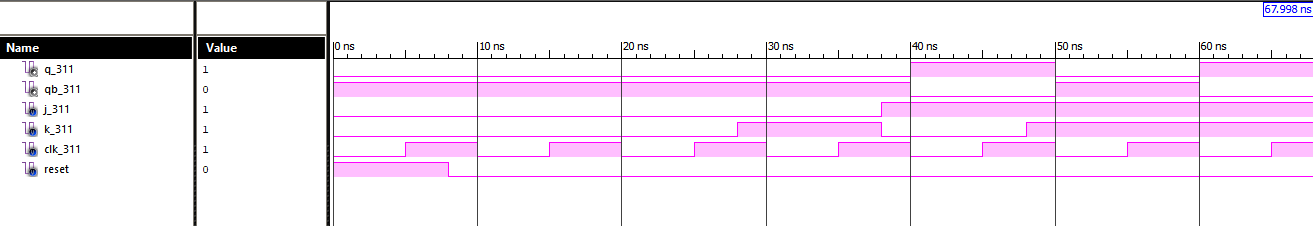 67.998 ns
Name Value
0 ns 10 ns 20 ns 30 ns 40 ns 50 ns 60 ns
q_311 1
qb_311 0
j_311 1
k_311 1
clk_311 1
reset 0